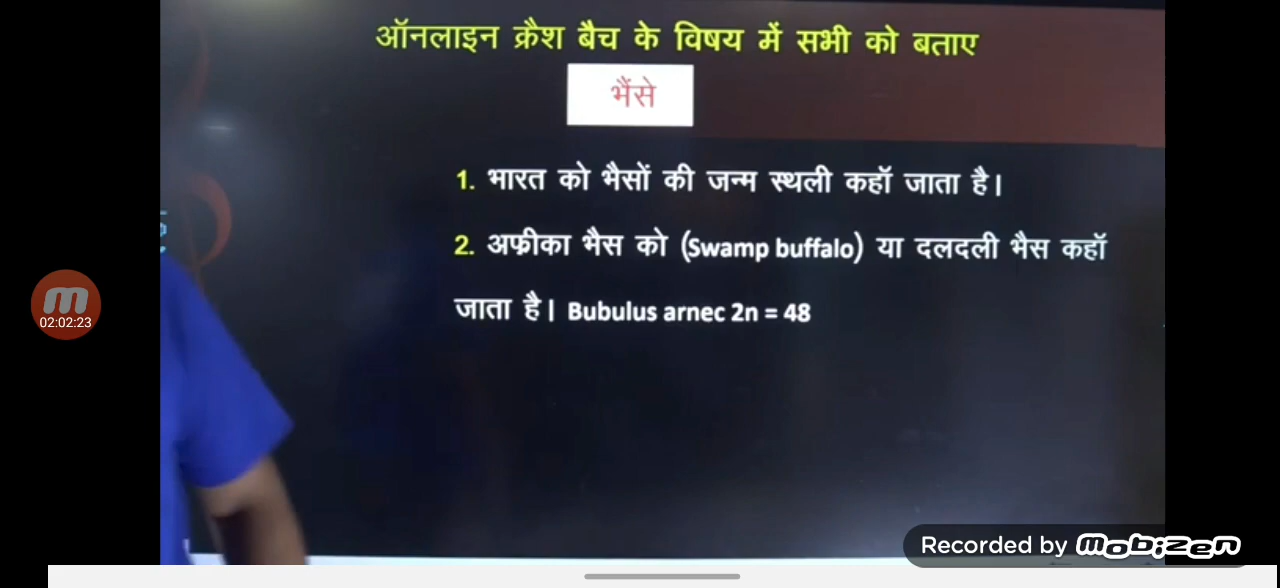 ऑनलाइन क्रैश बैच के विषय में सभी को बताए
भैंसे
1. भारत को भैसों की जन्म स्थली कहॉ जाता है।
2. अफ्रीका भैस को (Swamp buffalo) या दलदली भैस कहॉ
जाता है। Bubulus arnec 2n = 48
02:02:23
Recorded by mobizen